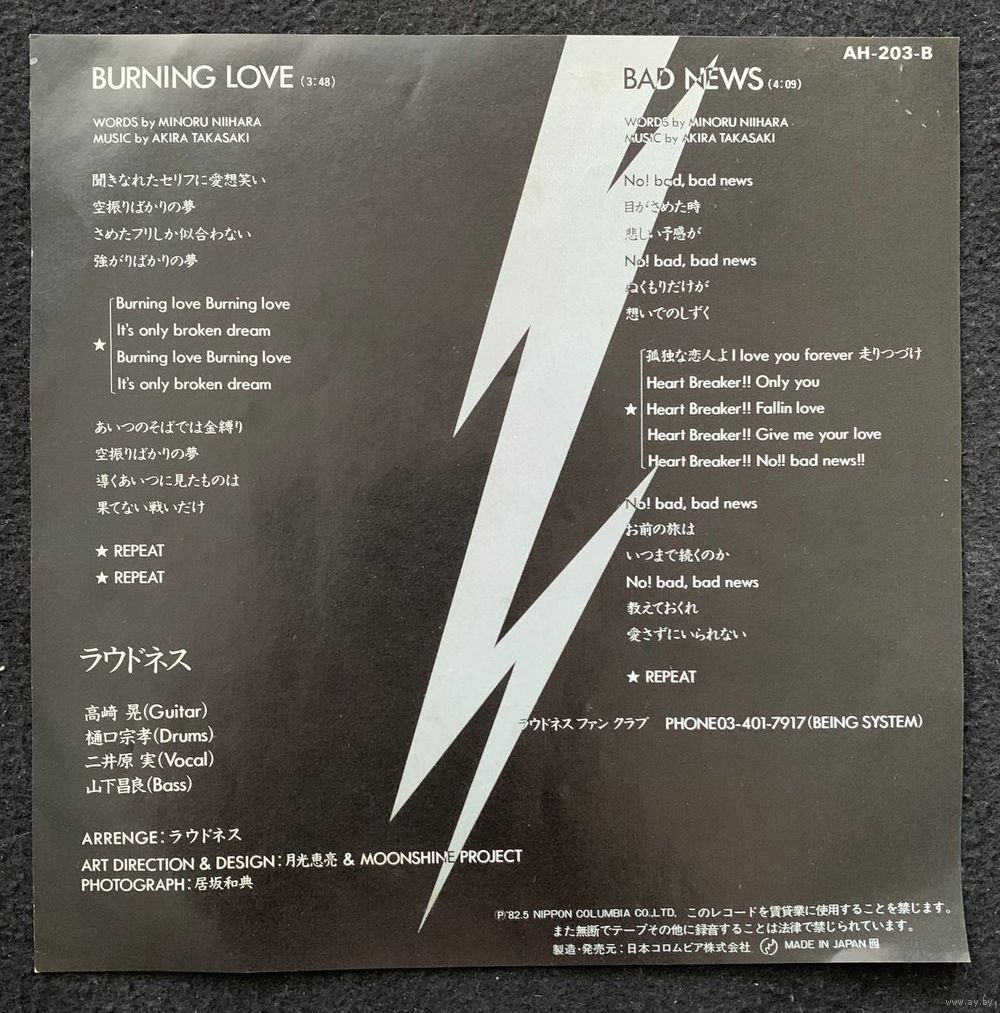 AH-203-B
BURNING LOVE (3:48)
WORDS by MINORU NIIHARA
MUSIC by AKIRA TAKASAKI
聞きなれたセリフに愛想笑い
空振りばかりの夢
さめたフリしか似合わない
強がりばかりの夢
Burning love Burning love
It's only broken dream
★ Burning love Burning love
It's only broken dream
あいつのそばでは金縛り
空振りばかりの夢
導くあいつに見たものは
果てない戦いだけ
★ REPEAT
★ REPEAT
ラウドネス
高崎 晃(Guitar)
樋口宗孝(Drums)
二井原 実(Vocal)
山下昌良(Bass)
ARRENGE:ラウドネス
ART DIRECTION & DESIGN:月光恵亮 & MOONSHINE PROJECT
PHOTOGRAPH:居坂和典
BAD NEWS (4:09)
WORDS by MINORU NIIHARA
MUSIC by AKIRA TAKASAKI
No! bad, bad news
目がさめた時
悲しい予感が
No! bad, bad news
ぬくもりだけが
想いでのしずく
孤独な恋人よ I love you forever 走りつづけ
Heart Breaker!! Only you
★ Heart Breaker!! Fallin love
Heart Breaker!! Give me your love
Heart Breaker!! No!! bad news!!
No! bad, bad news
お前の旅は
いつまで続くのか
No! bad, bad news
教えておくれ
愛さずにいられない
★ REPEAT
ラウドネス ファン クラブ PHONE03-401-7917(BEING SYSTEM)
Ⓟ'82.5 NIPPON COLUMBIA CO.,LTD. このレコードを賃貸業に使用することを禁じます。
また無断でテープその他に録音することは法律で禁じられています。
製造・発売元:日本コロムビア株式会社 MADE IN JAPAN
www.ay.by